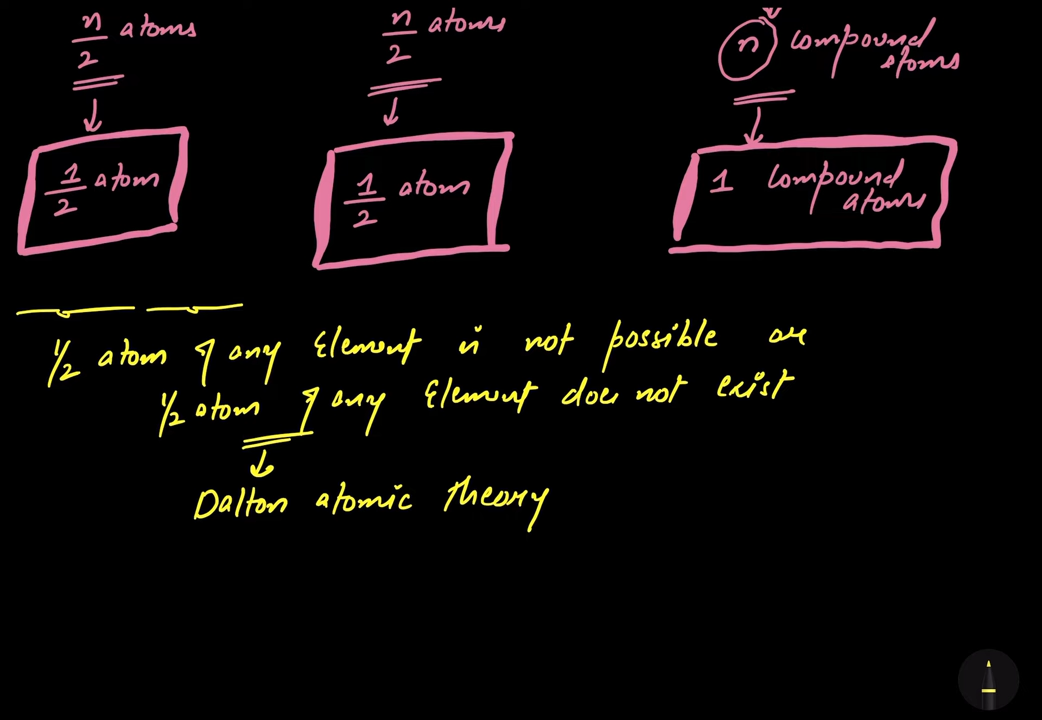 n/2 atoms n/2 atoms n compound atoms
1/2 atom 1/2 atom 1 compound atoms
1/2 atom of any Element is not possible or
1/2 atom of any Element does not exist
Dalton atomic theory